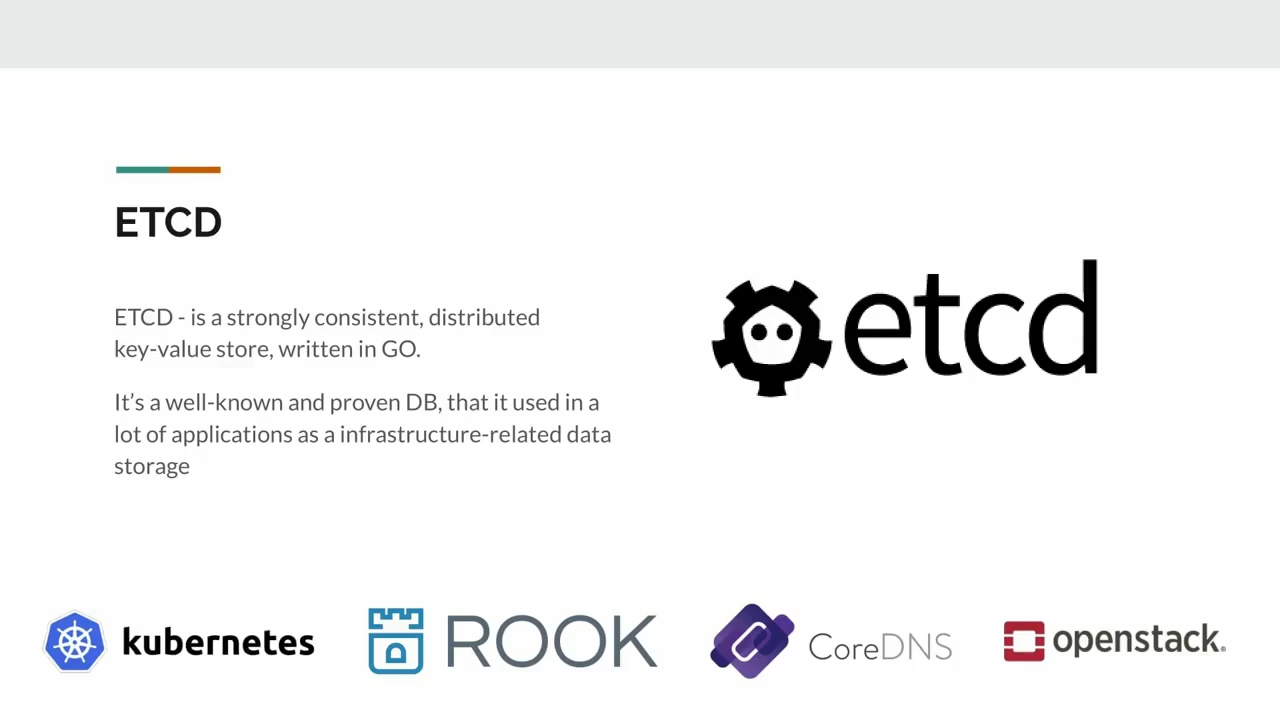 ETCD
ETCD - is a strongly consistent, distributed
key-value store, written in GO.
It’s a well-known and proven DB, that it used in a
lot of applications as a infrastructure-related data
storage
etcd
kubernetes
ROOK
CoreDNS
openstack.